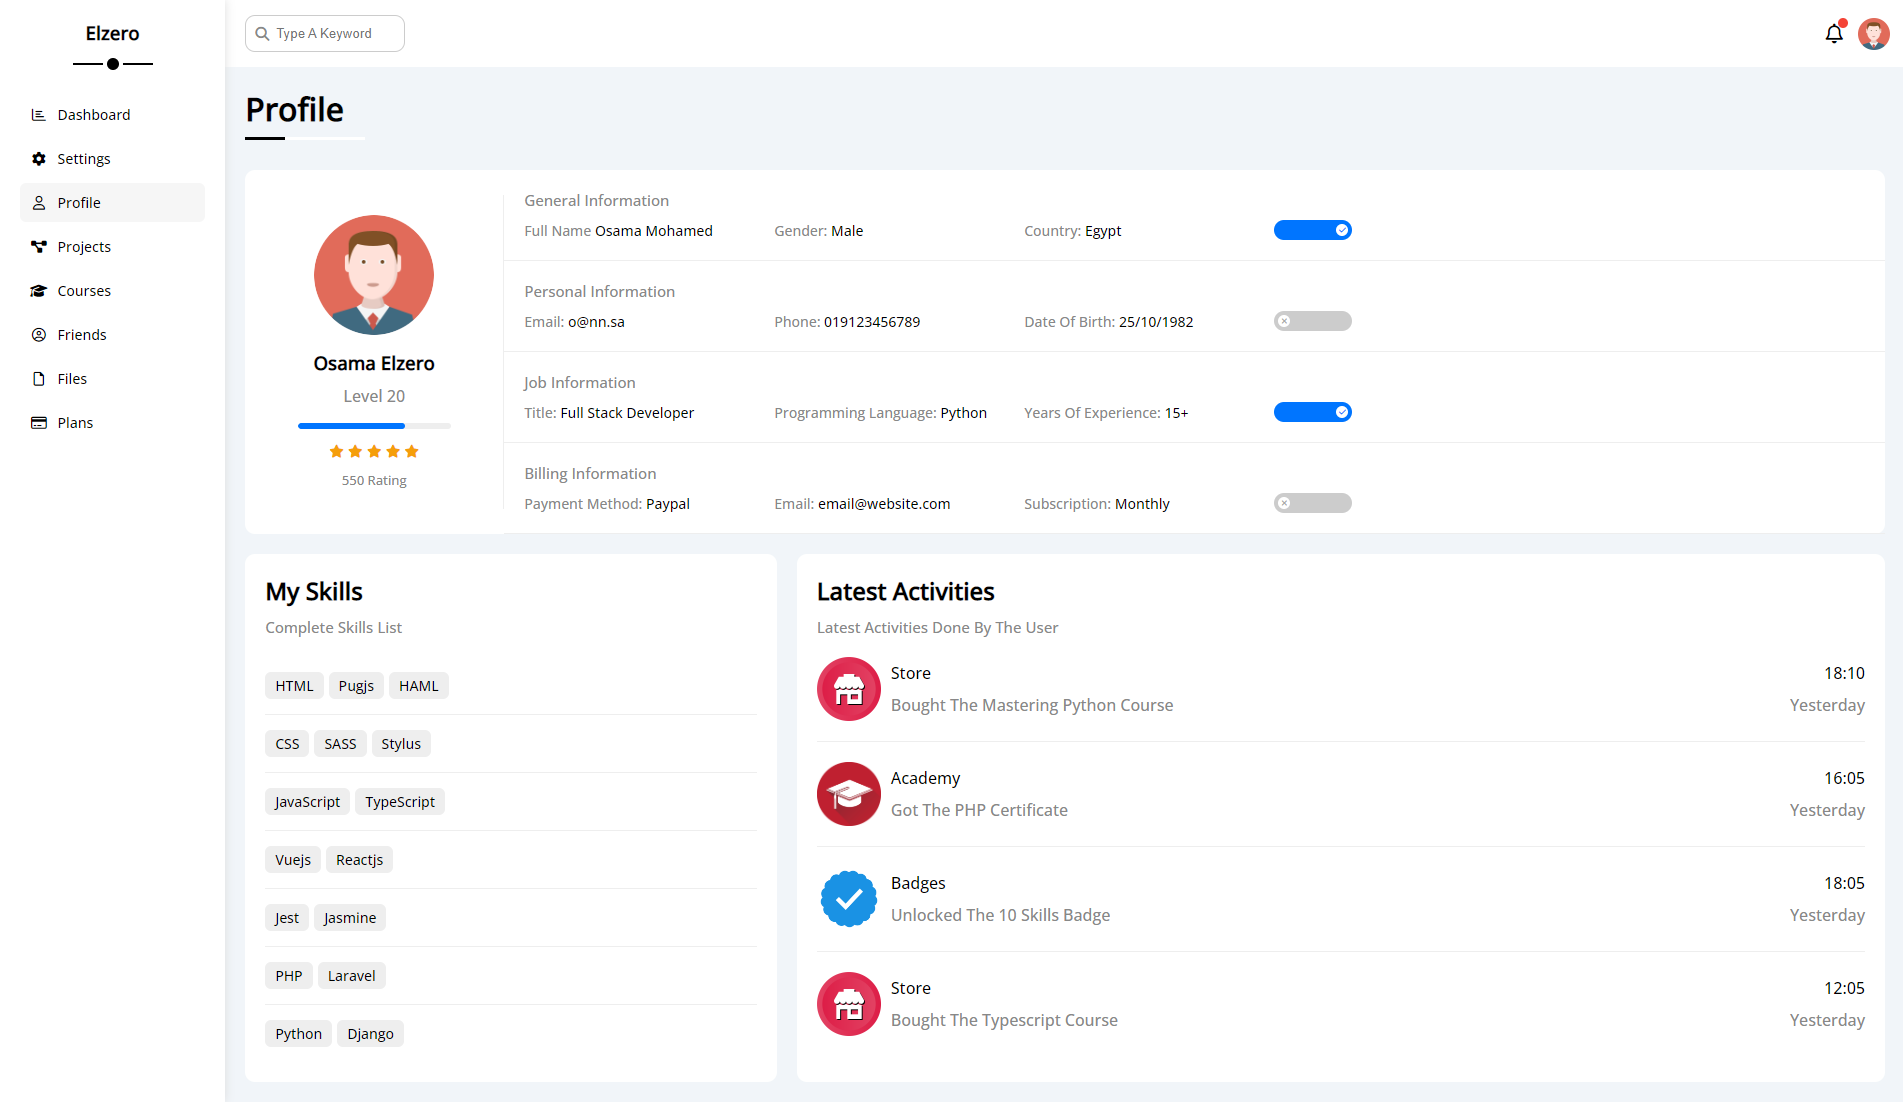 Elzero
Type A Keyword
Dashboard
Settings
Profile
Projects
Courses
Friends
Files
Plans
Profile
Osama Elzero
Level 20
550 Rating
General Information
Full Name Osama Mohamed Gender: Male Country: Egypt
Personal Information
Email: o@nn.sa Phone: 019123456789 Date Of Birth: 25/10/1982
Job Information
Title: Full Stack Developer Programming Language: Python Years Of Experience: 15+
Billing Information
Payment Method: Paypal Email: email@website.com Subscription: Monthly
My Skills
Complete Skills List
HTML Pugjs HAML
CSS SASS Stylus
JavaScript TypeScript
Vuejs Reactjs
Jest Jasmine
PHP Laravel
Python Django
Latest Activities
Latest Activities Done By The User
Store 18:10
Bought The Mastering Python Course Yesterday
Academy 16:05
Got The PHP Certificate Yesterday
Badges 18:05
Unlocked The 10 Skills Badge Yesterday
Store 12:05
Bought The Typescript Course Yesterday